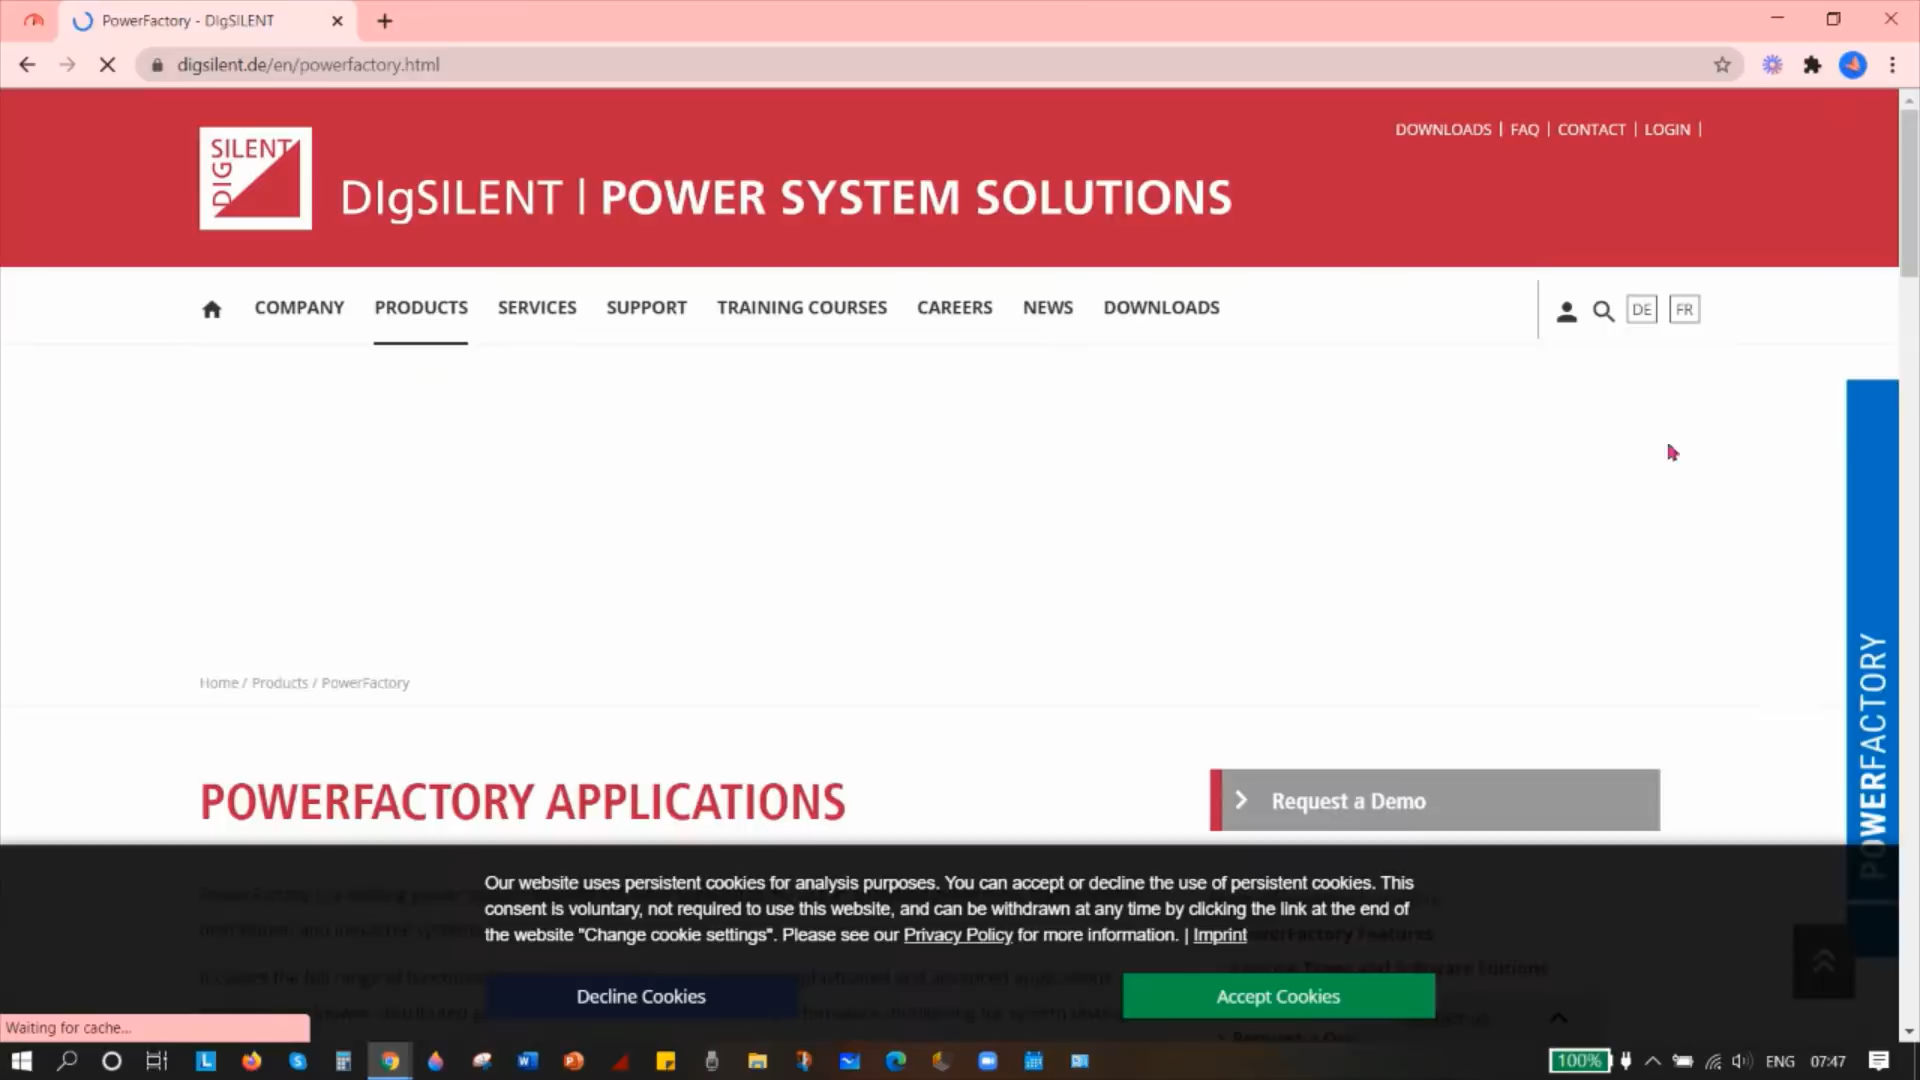 PowerFactory - DIgSILENT
digsilent.de/en/powerfactory.html
DOWNLOADS | FAQ | CONTACT | LOGIN |
DIG SILENT
DIgSILENT | POWER SYSTEM SOLUTIONS
COMPANY PRODUCTS SERVICES SUPPORT TRAINING COURSES CAREERS NEWS DOWNLOADS
DE FR
Home / Products / PowerFactory
POWERFACTORY
POWERFACTORY APPLICATIONS
Request a Demo
Our website uses persistent cookies for analysis purposes. You can accept or decline the use of persistent cookies. This
consent is voluntary, not required to use this website, and can be withdrawn at any time by clicking the link at the end of
the website "Change cookie settings". Please see our Privacy Policy for more information. | Imprint
PowerFactory Features
Decline Cookies
Accept Cookies
Waiting for cache...
100% ENG 07:47